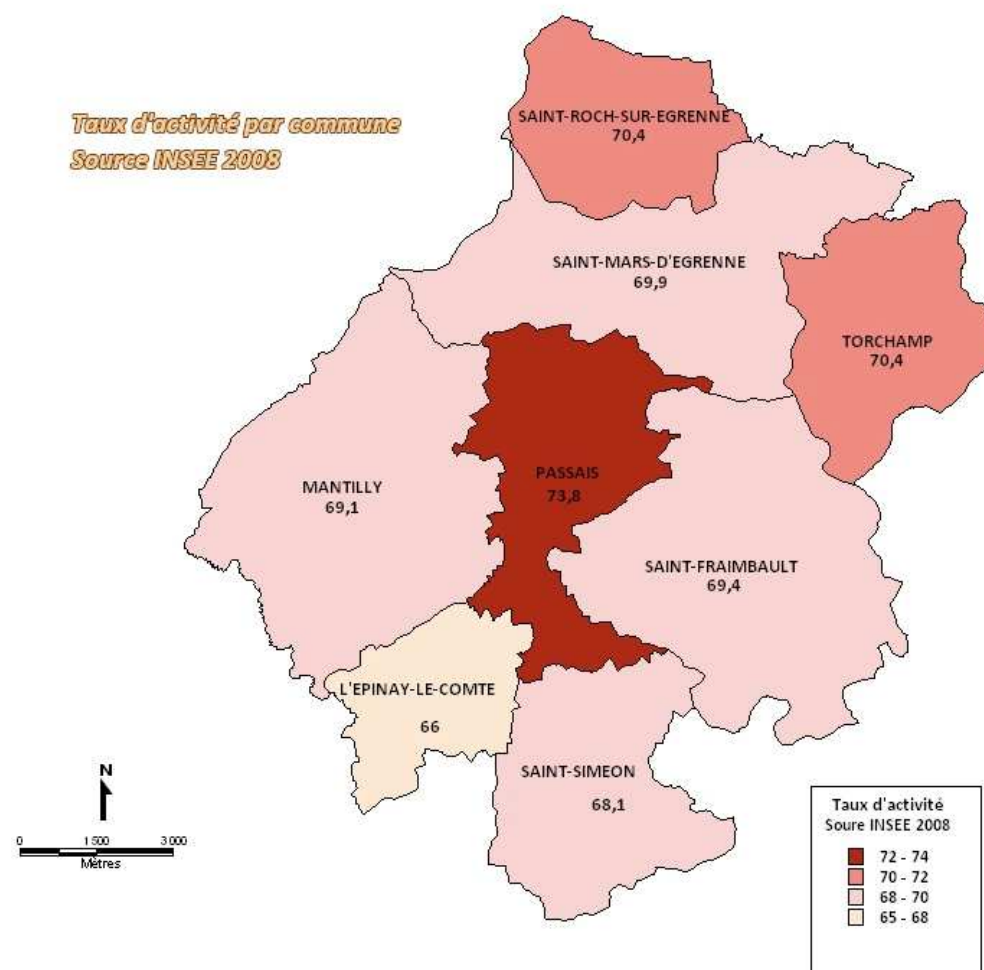 SAINT-ROCH-SUR-EGRENNE
70,4
Taux d'activité par commune
Source INSEE 2008
SAINT-MARS-D'EGRENNE
69,9
TORCHAMP
70,4
PASSAIS
73,8
MANTILLY
69,1
SAINT-FRAIMBAULT
69,4
L'EPINAY-LE-COMTE
66
SAINT-SIMEON
68,1
N
0 1 500 3 000
Mètres
Taux d'activité
Soure INSEE 2008
72 - 74
70 - 72
68 - 70
65 - 68